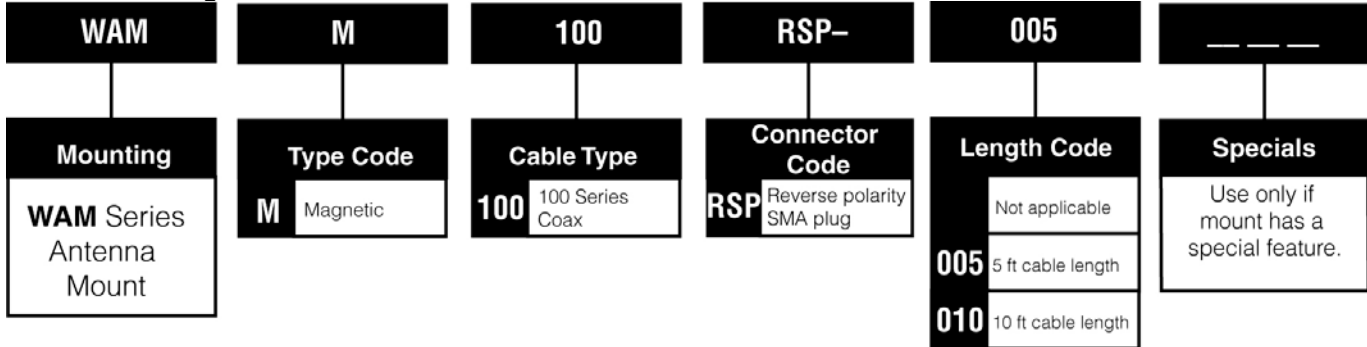 WAM
M
100
RSP–
005
__ __ __
Mounting
WAM Series
Antenna
Mount
Type Code
M Magnetic
Cable Type
100 100 Series
Coax
Connector
Code
RSP Reverse polarity
SMA plug
Length Code
Not applicable
005 5 ft cable length
010 10 ft cable length
Specials
Use only if
mount has a
special feature.